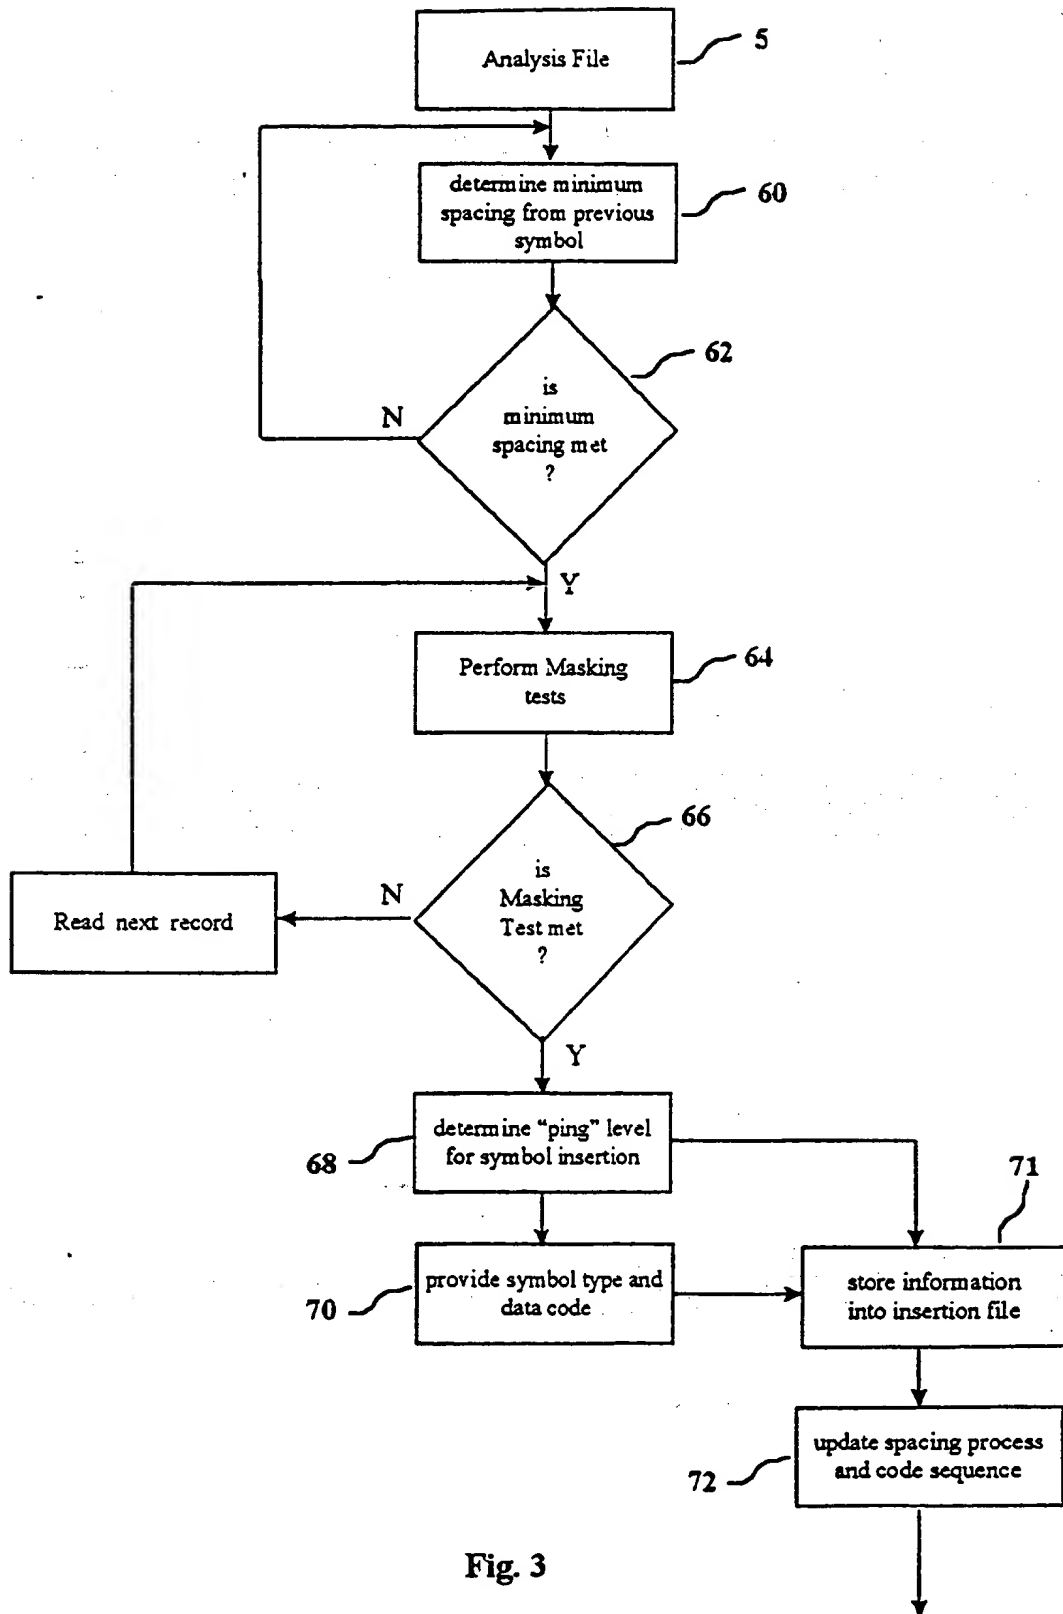 Analysis File
5
determine minimum
spacing from previous
symbol
60
is
minimum
spacing met
?
62
N
Y
Perform Masking
tests
64
is
Masking
Test met
?
66
N
Read next record
Y
determine "ping" level
for symbol insertion
68
71
provide symbol type and
data code
70
store information
into insertion file
update spacing process
and code sequence
72
Fig. 3